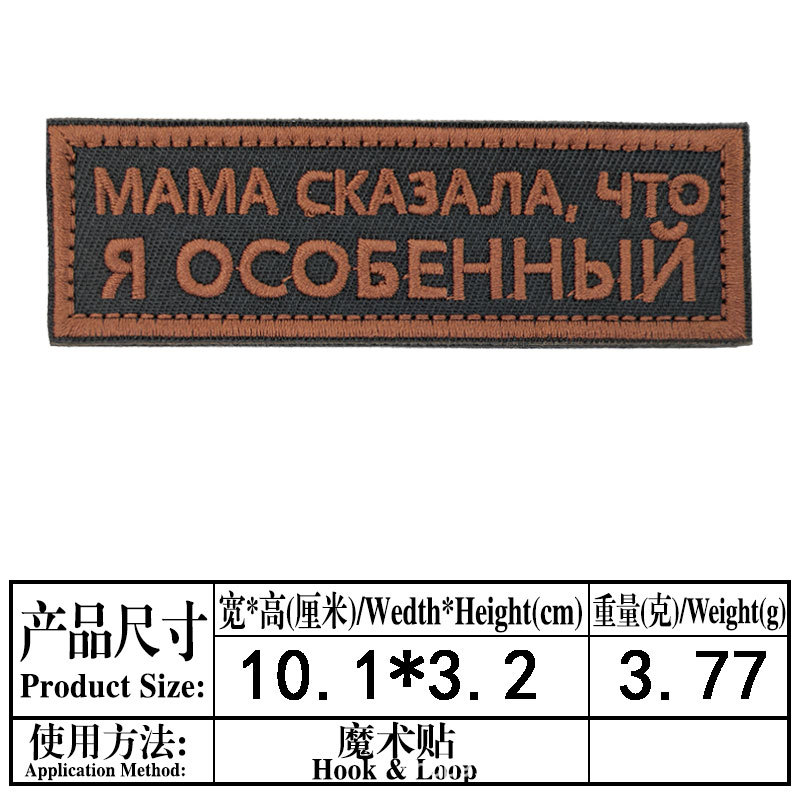 МАМА СКАЗАЛА, ЧТО
Я ОСОБЕННЫЙ
产品尺寸
Product Size:
宽*高(厘米)/Wedth*Height(cm)
重量(克)/Weight(g)
10.1*3.2
3.77
使用方法:
Application Method:
魔术贴
Hook & Loop